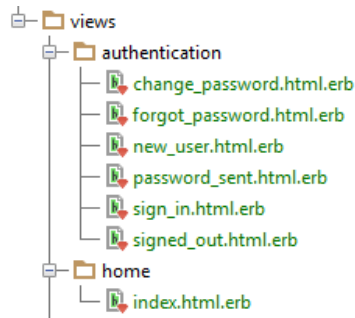 views
authentication
change_password.html.erb
forgot_password.html.erb
new_user.html.erb
password_sent.html.erb
sign_in.html.erb
signed_out.html.erb
home
index.html.erb